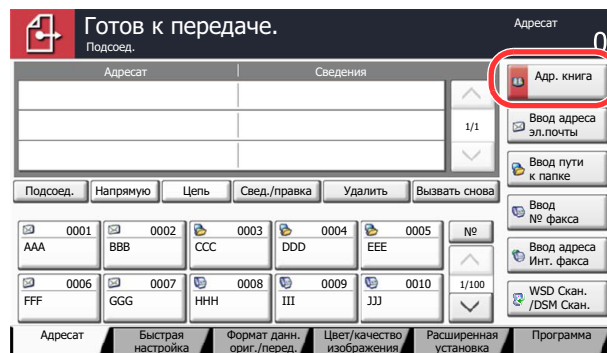 Готов к передаче.
Адресат
Подсоед.
0
Адресат
Сведения
Адр. книга
1/1
Ввод адреса
эл.почты
Ввод пути
к папке
Подсоед.
Напрямую
Цепь
Свед./правка
Удалить
Вызвать снова
Ввод
№ факса
0001
AAA
0002
BBB
0003
CCC
0004
DDD
0005
EEE
№
Ввод адреса
Инт. факса
0006
FFF
0007
GGG
0008
HHH
0009
III
0010
JJJ
1/100
WSD Скан.
/DSM Скан.
Адресат
Быстрая
настройка
Формат данн.
ориг./перед.
Цвет/качество
изображения
Расширенная
установка
Программа